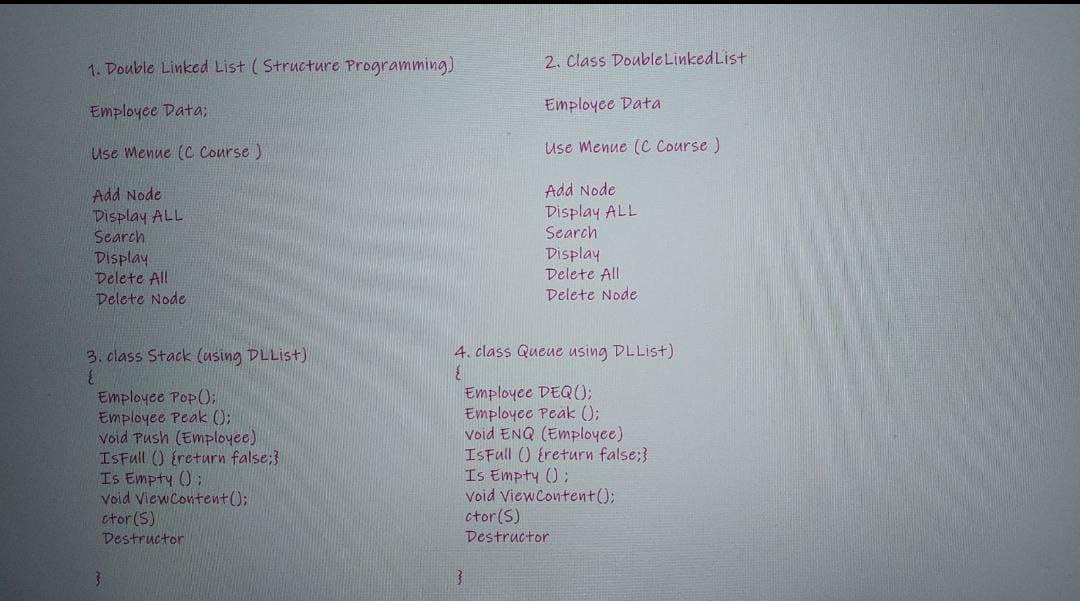 1. Double Linked List ( Structure Programming)
Employee Data;
Use Menue (C Course )
Add Node
Display ALL
Search
Display
Delete All
Delete Node
2. Class DoubleLinkedList
Employee Data
Use Menue (C Course )
Add Node
Display ALL
Search
Display
Delete All
Delete Node
3. class Stack (using DLList)
{
Employee Pop();
Employee Peak ();
void Push (Employee)
IsFull () {return false;}
Is Empty () ;
void ViewContent();
ctor(S)
Destructor
}
4. class Queue using DLList)
{
Employee DEQ();
Employee Peak ();
void ENQ (Employee)
IsFull () {return false;}
Is Empty () ;
void ViewContent();
ctor(S)
Destructor
}